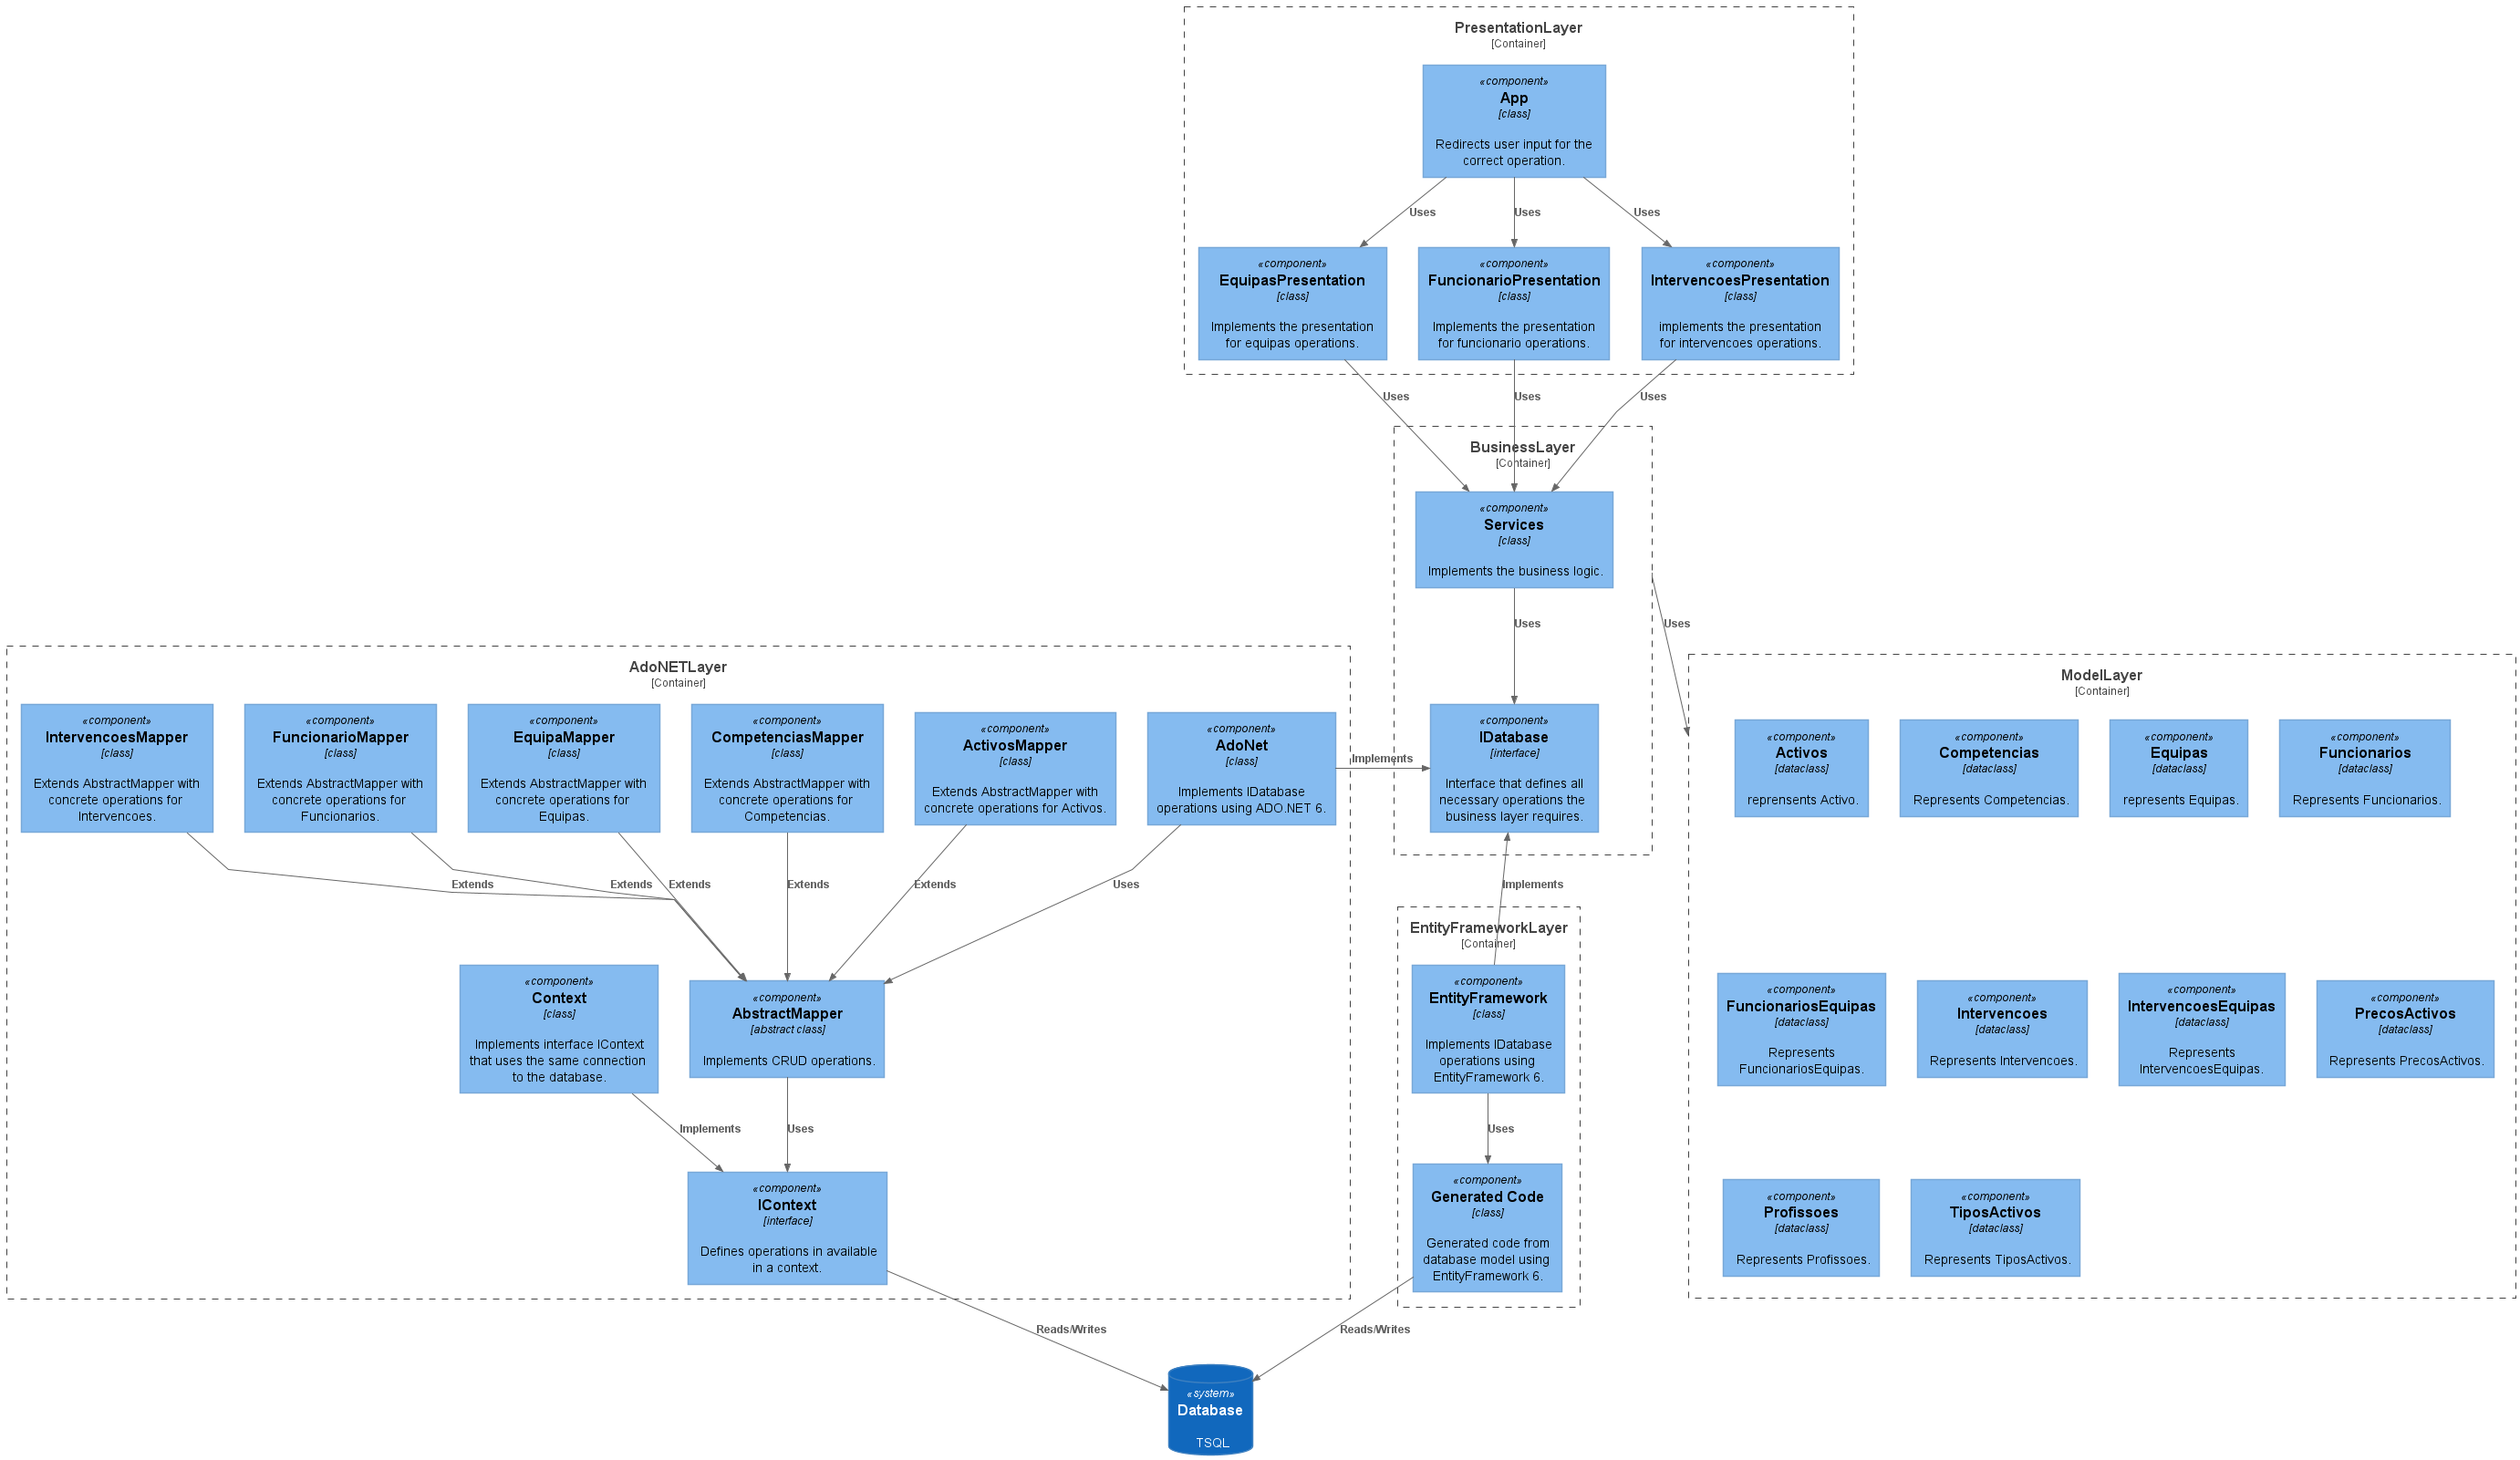 PresentationLayer
[Container]
«component»
App
[class]
Redirects user input for the
correct operation.
Uses
Uses
Uses
«component»
EquipasPresentation
[class]
Implements the presentation
for equipas operations.
«component»
FuncionarioPresentation
[class]
Implements the presentation
for funcionario operations.
«component»
IntervencoesPresentation
[class]
implements the presentation
for intervencoes operations.
Uses
Uses
Uses
BusinessLayer
[Container]
«component»
Services
[class]
Implements the business logic.
Uses
Uses
«component»
IDatabase
[interface]
Interface that defines all
necessary operations the
business layer requires.
AdoNETLayer
[Container]
«component»
IntervencoesMapper
[class]
Extends AbstractMapper with
concrete operations for
Intervencoes.
«component»
FuncionarioMapper
[class]
Extends AbstractMapper with
concrete operations for
Funcionarios.
«component»
EquipaMapper
[class]
Extends AbstractMapper with
concrete operations for
Equipas.
«component»
CompetenciasMapper
[class]
Extends AbstractMapper with
concrete operations for
Competencias.
«component»
ActivosMapper
[class]
Extends AbstractMapper with
concrete operations for Activos.
«component»
AdoNet
[class]
Implements IDatabase
operations using ADO.NET 6.
Implements
Extends
Extends
Extends
Extends
Extends
Uses
«component»
Context
[class]
Implements interface IContext
that uses the same connection
to the database.
«component»
AbstractMapper
[abstract class]
Implements CRUD operations.
Implements
Uses
«component»
IContext
[interface]
Defines operations in available
in a context.
Implements
EntityFrameworkLayer
[Container]
«component»
EntityFramework
[class]
Implements IDatabase
operations using
EntityFramework 6.
Uses
«component»
Generated Code
[class]
Generated code from
database model using
EntityFramework 6.
ModelLayer
[Container]
«component»
Activos
[dataclass]
reprensents Activo.
«component»
Competencias
[dataclass]
Represents Competencias.
«component»
Equipas
[dataclass]
represents Equipas.
«component»
Funcionarios
[dataclass]
Represents Funcionarios.
«component»
FuncionariosEquipas
[dataclass]
Represents
FuncionariosEquipas.
«component»
Intervencoes
[dataclass]
Represents Intervencoes.
«component»
IntervencoesEquipas
[dataclass]
Represents
IntervencoesEquipas.
«component»
PrecosActivos
[dataclass]
Represents PrecosActivos.
«component»
Profissoes
[dataclass]
Represents Profissoes.
«component»
TiposActivos
[dataclass]
Represents TiposActivos.
Reads/Writes
Reads/Writes
«system»
Database
TSQL